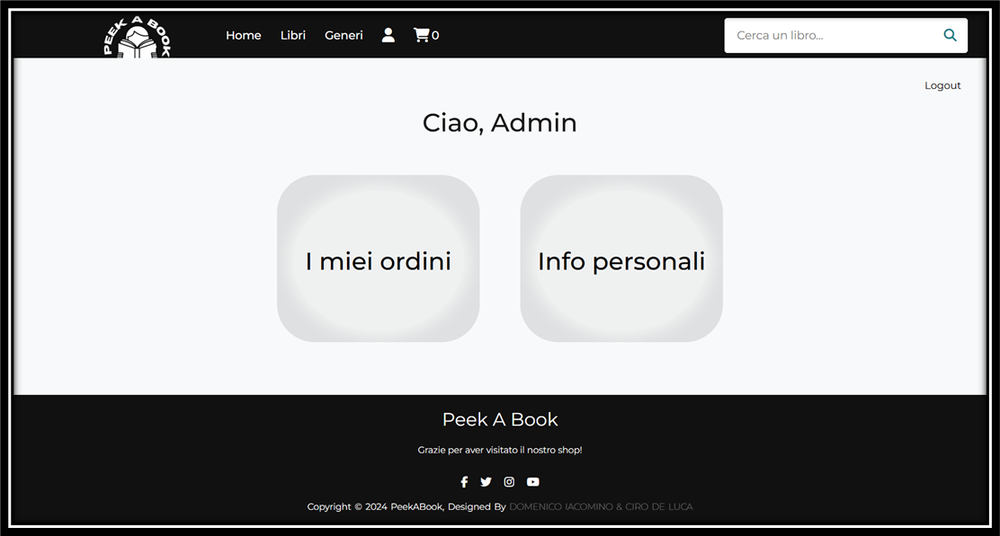 PEEK A BOOK
Home Libri Generi 0
Cerca un libro...
Logout
Ciao, Admin
I miei ordini
Info personali
Peek A Book
Grazie per aver visitato il nostro shop!
Copyright © 2024 PeekABook, Designed By DOMENICO IACOMINO & CIRO DE LUCA